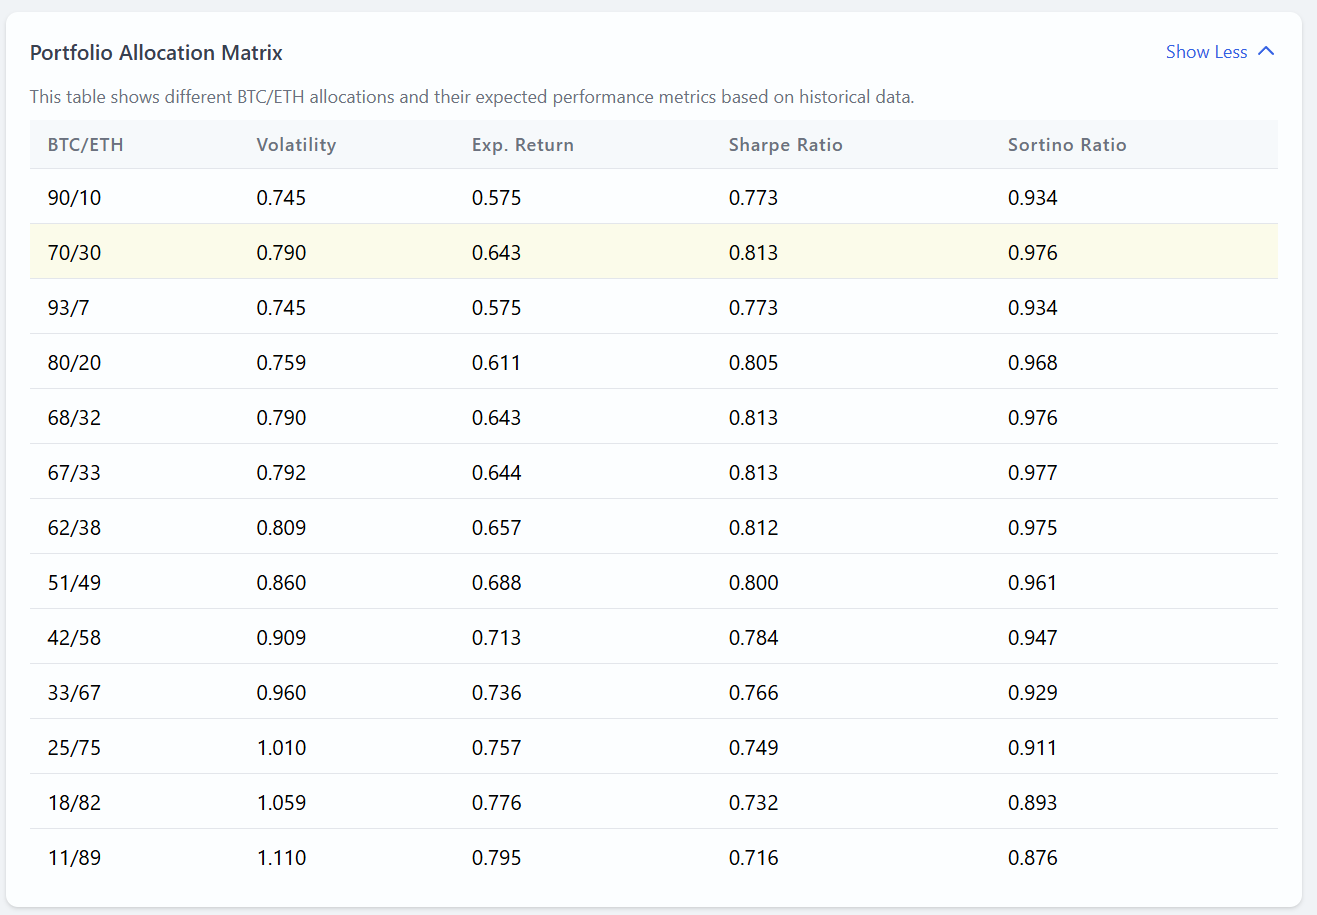 Portfolio Allocation Matrix
Show Less
This table shows different BTC/ETH allocations and their expected performance metrics based on historical data.
BTC/ETH Volatility Exp. Return Sharpe Ratio Sortino Ratio
90/10 0.745 0.575 0.773 0.934
70/30 0.790 0.643 0.813 0.976
93/7 0.745 0.575 0.773 0.934
80/20 0.759 0.611 0.805 0.968
68/32 0.790 0.643 0.813 0.976
67/33 0.792 0.644 0.813 0.977
62/38 0.809 0.657 0.812 0.975
51/49 0.860 0.688 0.800 0.961
42/58 0.909 0.713 0.784 0.947
33/67 0.960 0.736 0.766 0.929
25/75 1.010 0.757 0.749 0.911
18/82 1.059 0.776 0.732 0.893
11/89 1.110 0.795 0.716 0.876